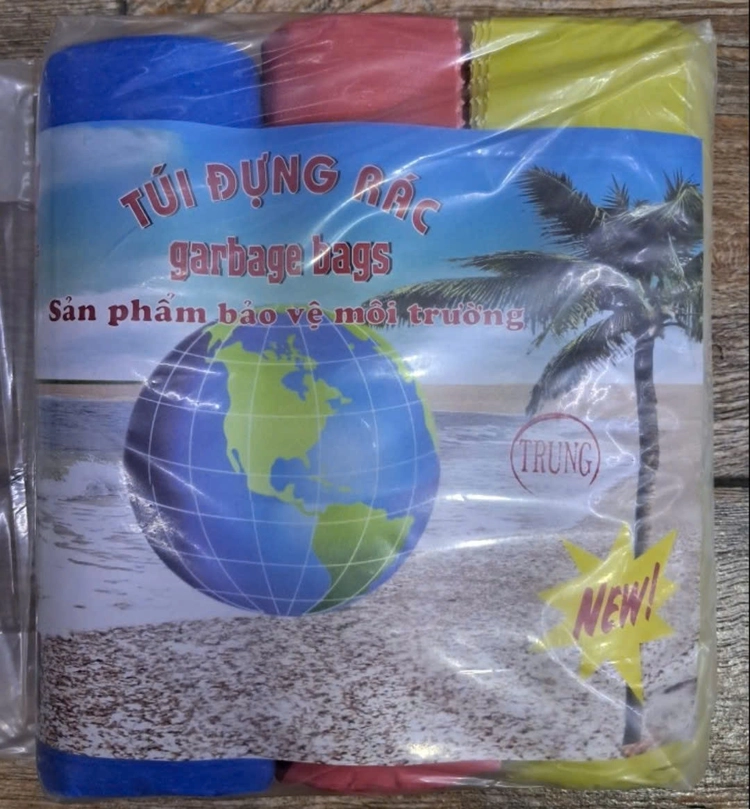 TÚI ĐỰNG RÁC
garbage bags
Sản phẩm bảo vệ môi trường
TRUNG
NEW!